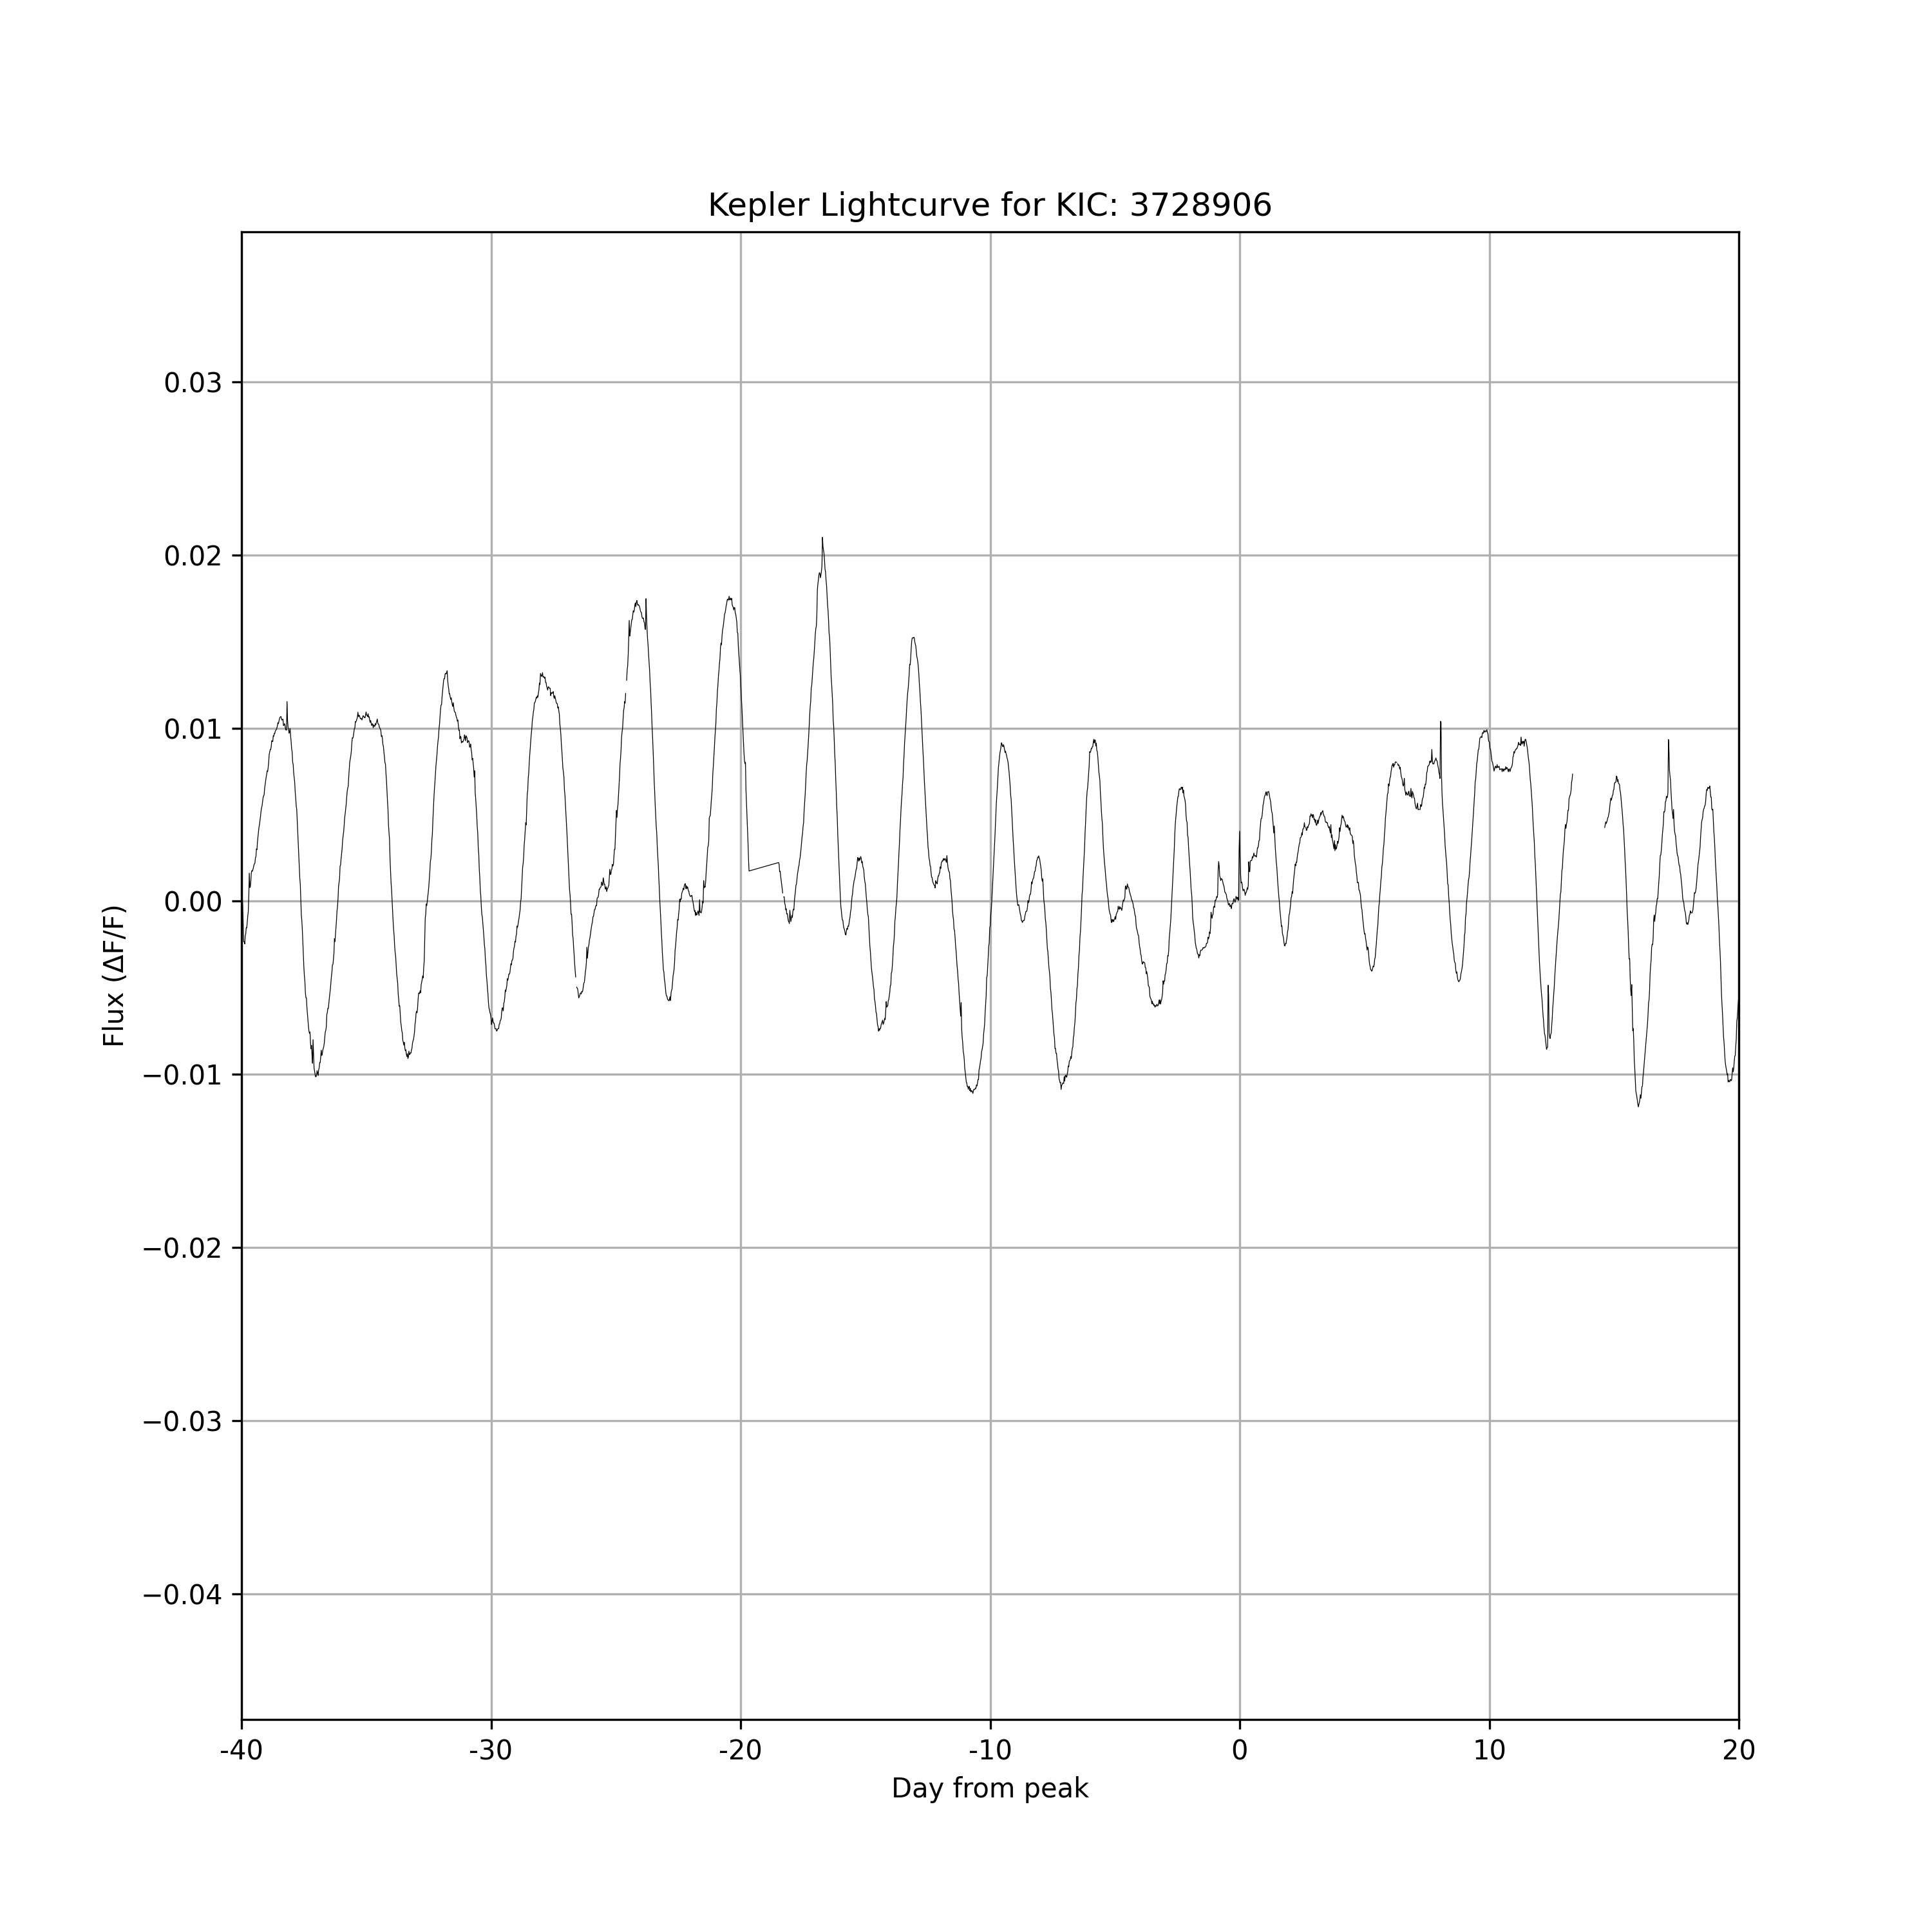 Kepler Lightcurve for KIC: 3728906
Flux (ΔF/F)
0.03
0.02
0.01
0.00
−0.01
−0.02
−0.03
−0.04
-40 -30 -20 -10 0 10 20
Day from peak